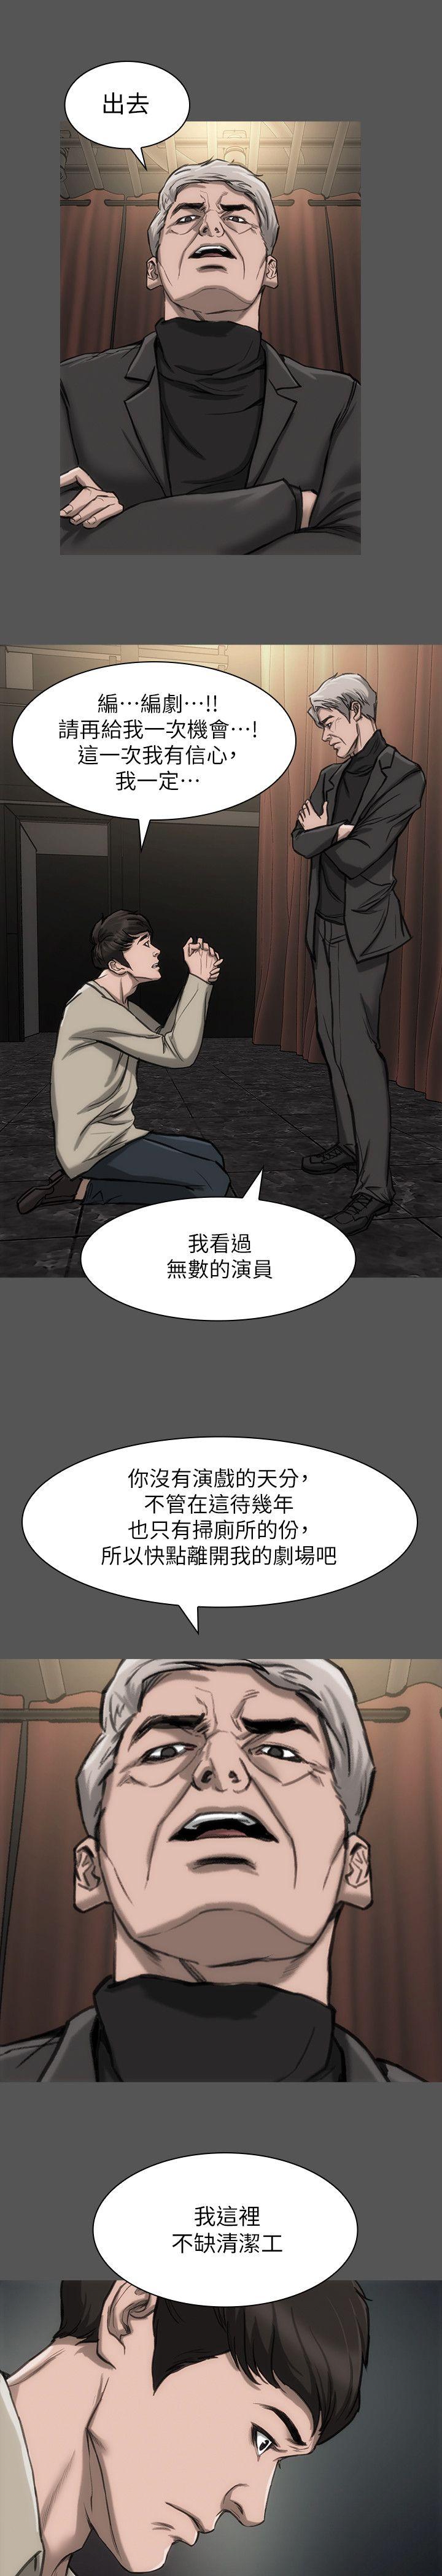 出去
編…編劇…!!
請再給我一次機會…!
這一次我有信心，
我一定…
我看過
無數的演員
你沒有演戲的天分，
不管在這待幾年
也只有掃廁所的份，
所以快點離開我的劇場吧
我這裡
不缺清潔工